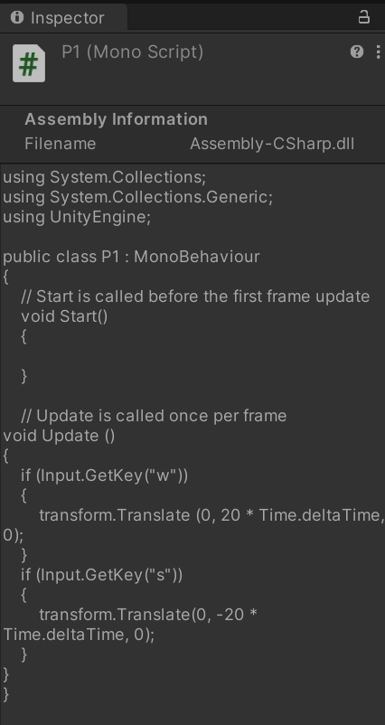 Inspector
P1 (Mono Script)
Assembly Information
Filename Assembly-CSharp.dll
using System.Collections;
using System.Collections.Generic;
using UnityEngine;

public class P1 : MonoBehaviour
{
    // Start is called before the first frame update
    void Start()
    {

    }

    // Update is called once per frame
void Update ()
{
    if (Input.GetKey("w"))
    {
        transform.Translate (0, 20 * Time.deltaTime,
0);
    }
    if (Input.GetKey("s"))
    {
        transform.Translate(0, -20 *
Time.deltaTime, 0);
    }
}
}